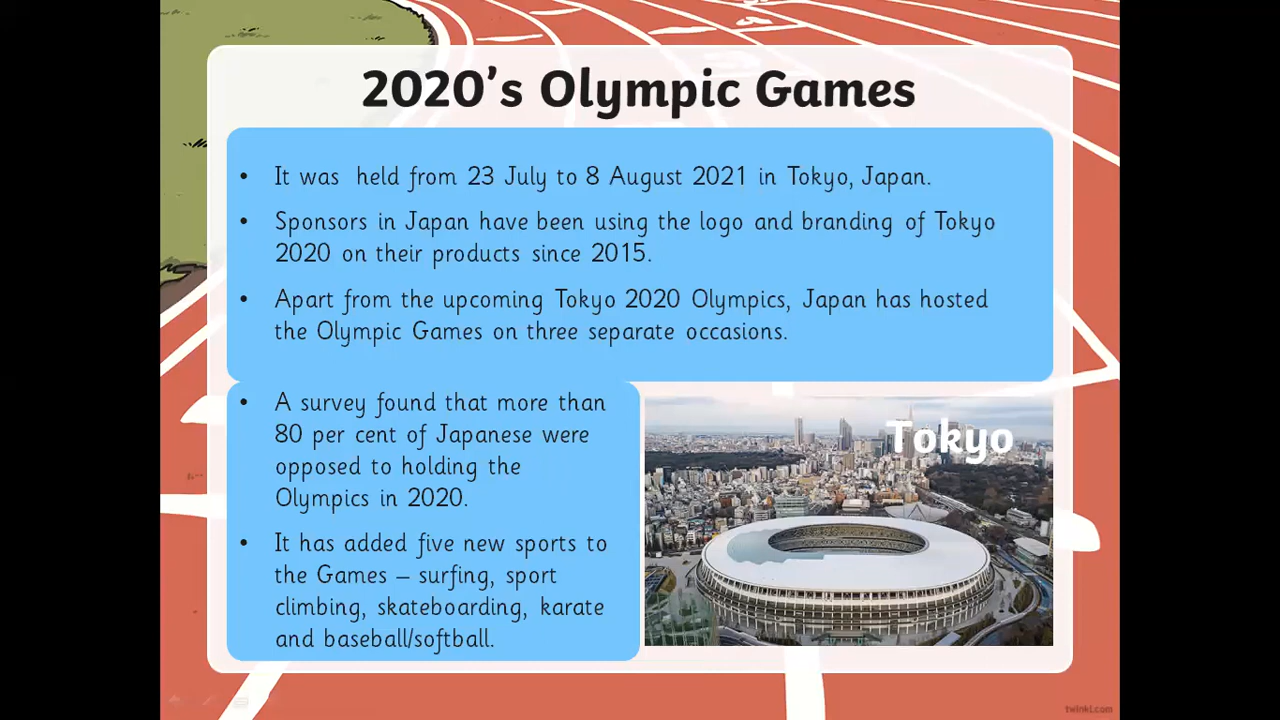 2020's Olympic Games
• It was held from 23 July to 8 August 2021 in Tokyo, Japan.
• Sponsors in Japan have been using the logo and branding of Tokyo
2020 on their products since 2015.
• Apart from the upcoming Tokyo 2020 Olympics, Japan has hosted
the Olympic Games on three separate occasions.
• A survey found that more than
80 per cent of Japanese were
opposed to holding the
Olympics in 2020.
• It has added five new sports to
the Games – surfing, sport
climbing, skateboarding, karate
and baseball/softball.
Tokyo
twinkl.com